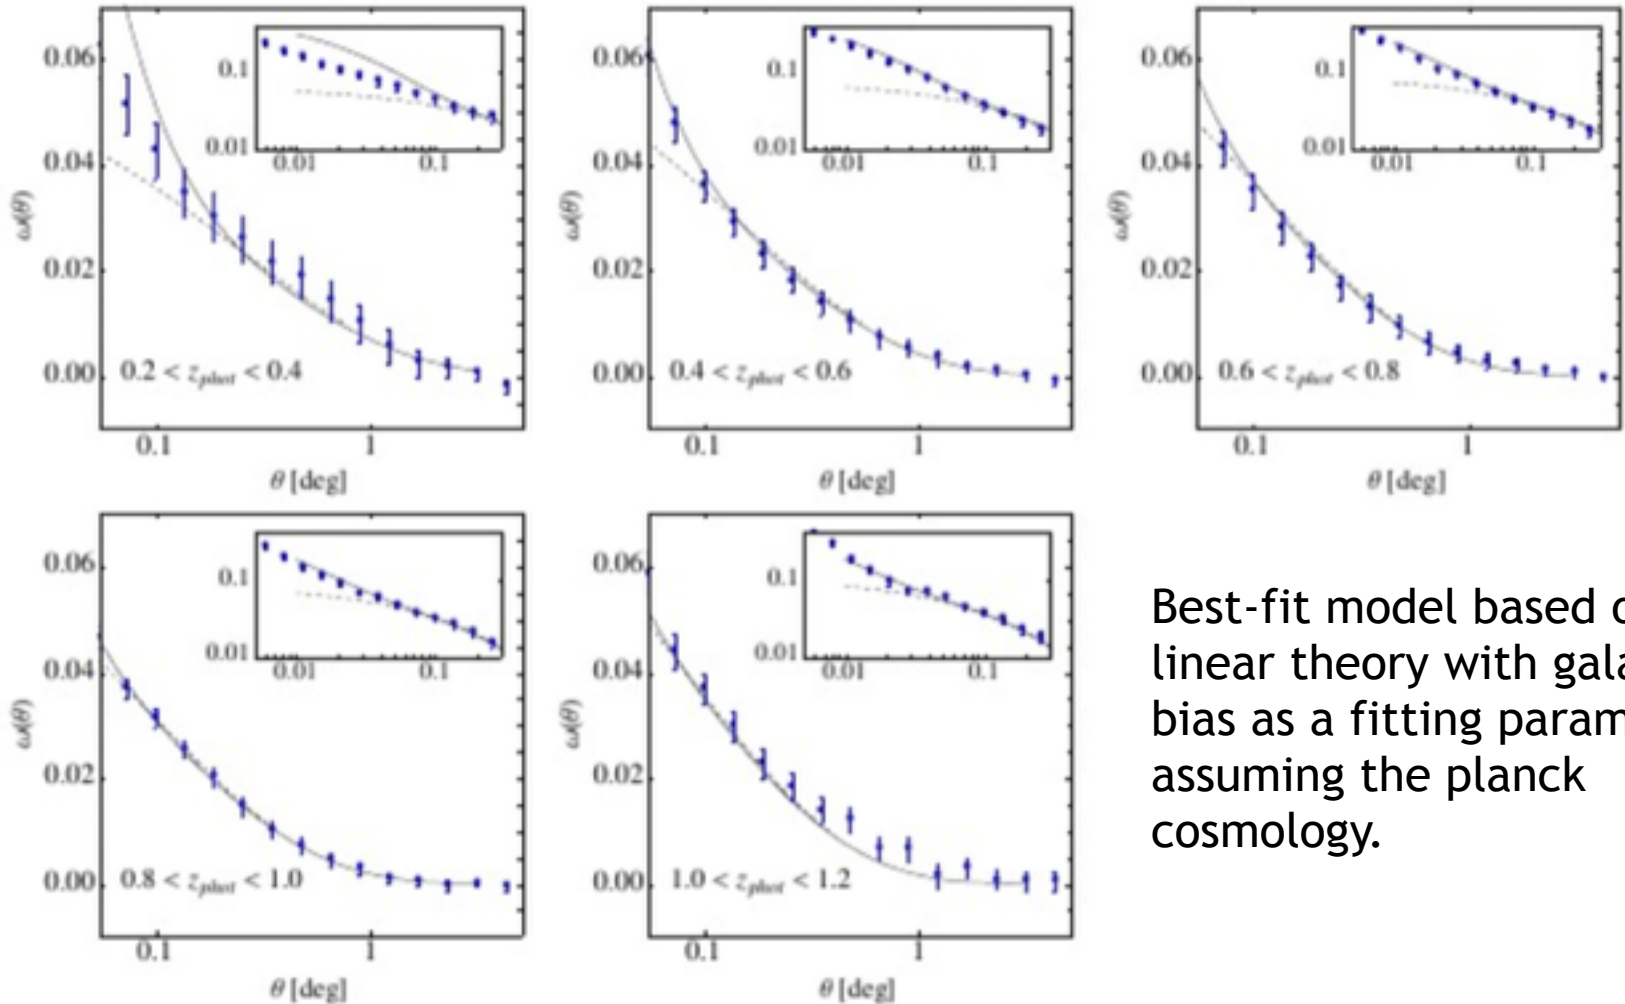 0.06
0.04
0.02
0.00
ω(θ)
0.1
0.01
0.01 0.1
0.2 < z_phot < 0.4
0.1 1
θ [deg]
0.06
0.04
0.02
0.00
ω(θ)
0.1
0.01
0.01 0.1
0.4 < z_phot < 0.6
0.1 1
θ [deg]
0.06
0.04
0.02
0.00
ω(θ)
0.1
0.01
0.01 0.1
0.6 < z_phot < 0.8
0.1 1
θ [deg]
0.06
0.04
0.02
0.00
ω(θ)
0.1
0.01
0.01 0.1
0.8 < z_phot < 1.0
0.1 1
θ [deg]
0.06
0.04
0.02
0.00
ω(θ)
0.1
0.01
0.01 0.1
1.0 < z_phot < 1.2
0.1 1
θ [deg]
Best-fit model based
linear theory with
bias as a fitting
assuming the planck
cosmology.